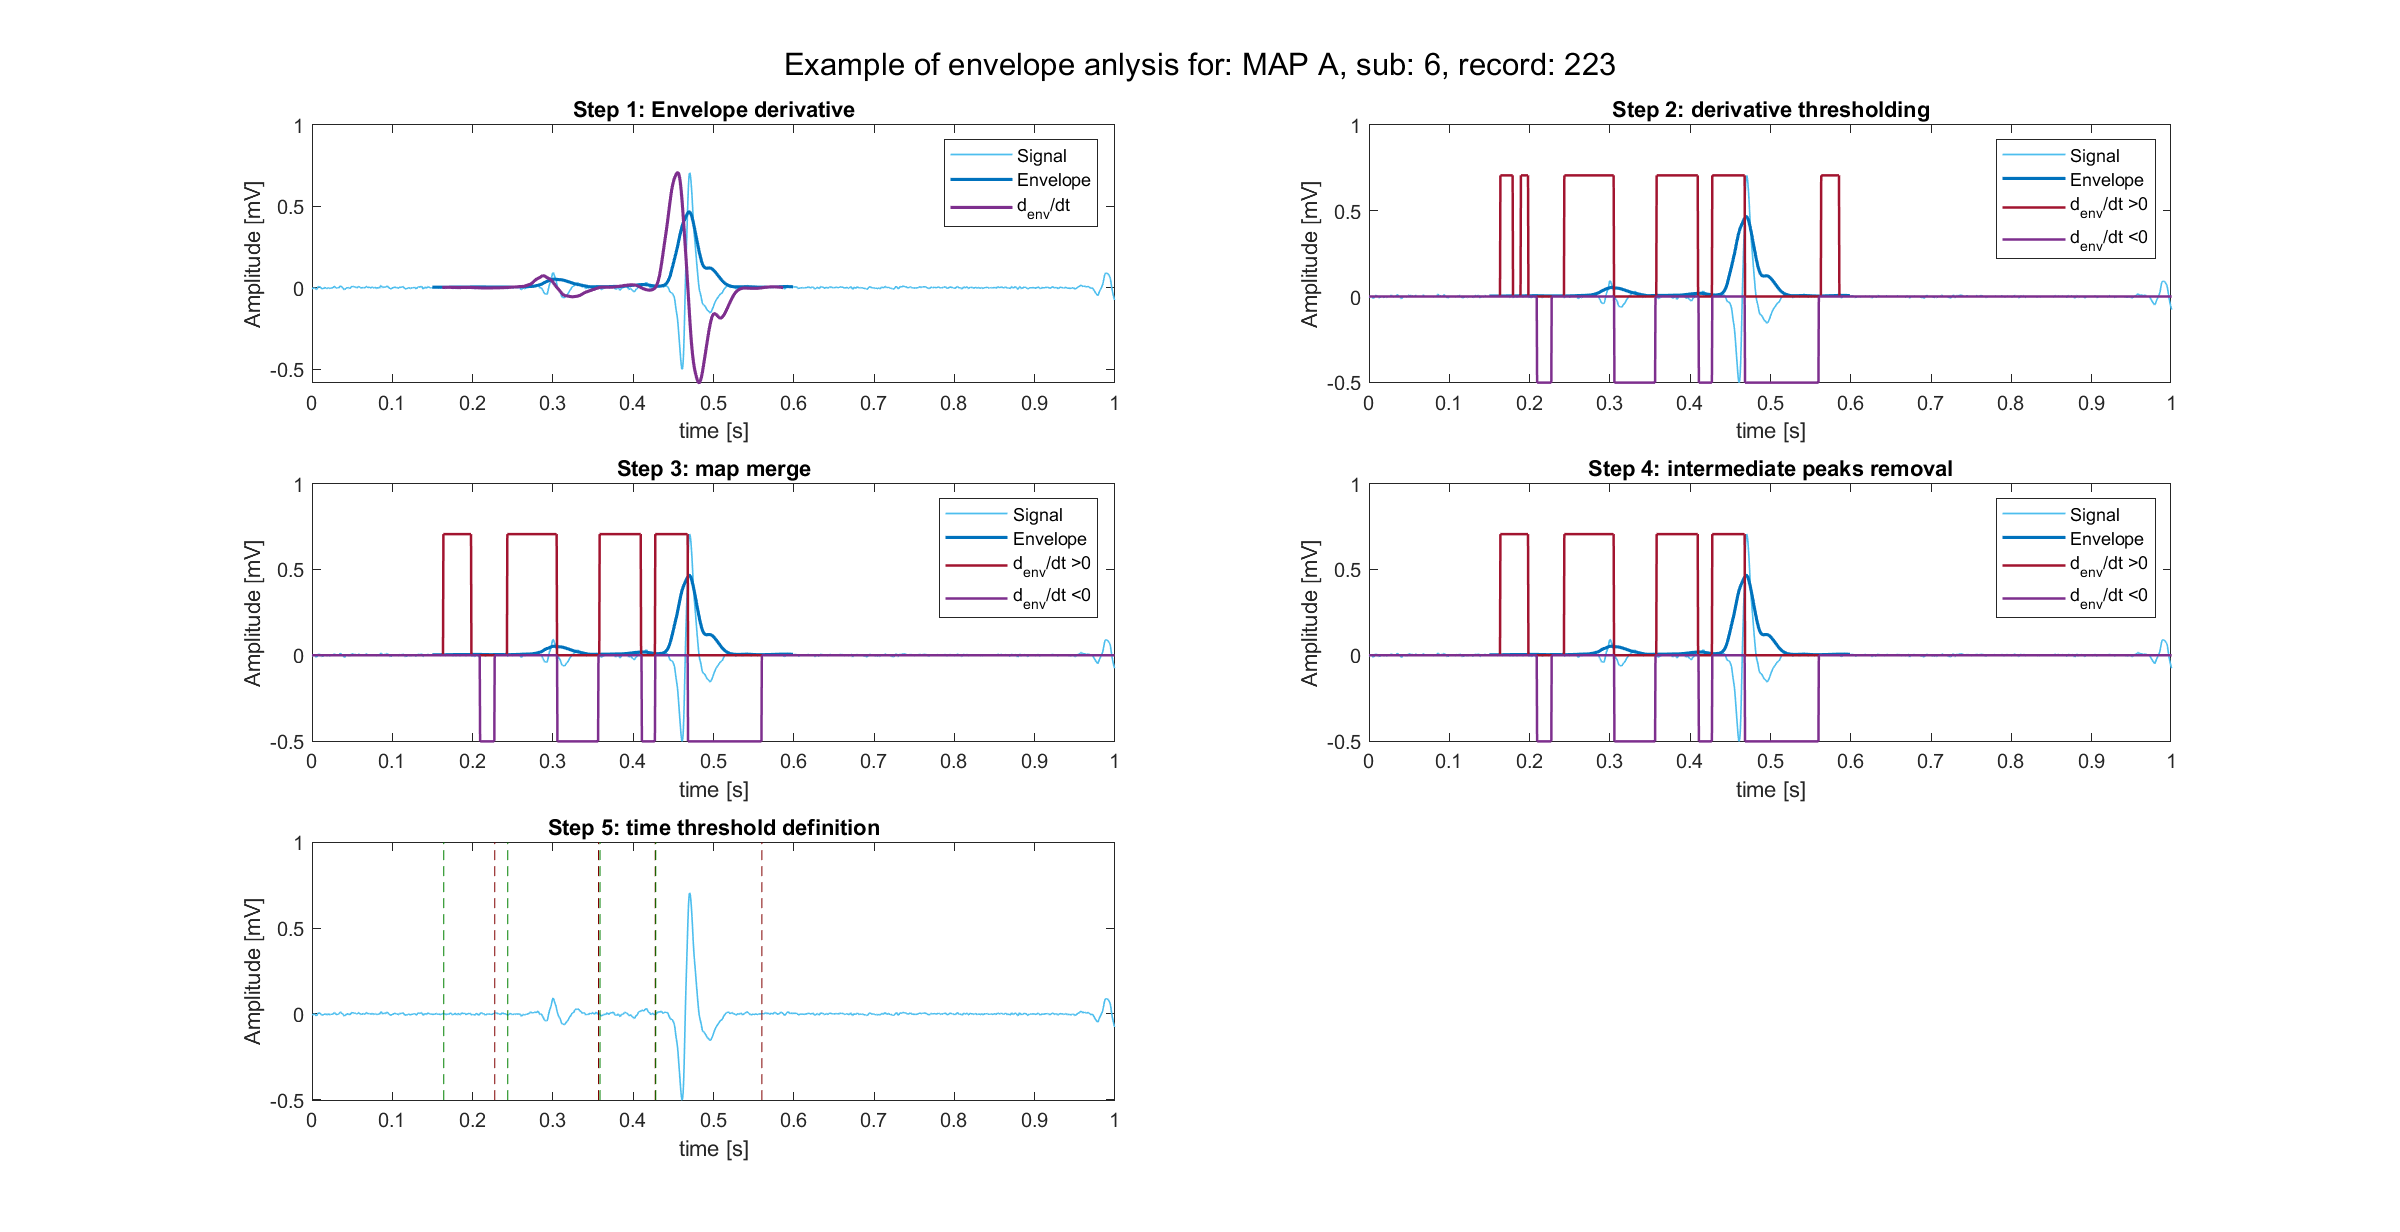 Example of envelope anlysis for: MAP A, sub: 6, record: 223
Step 1: Envelope derivative
1
0.5
0
-0.5
Amplitude [mV]
Signal
Envelope
d_env/dt
0 0.1 0.2 0.3 0.4 0.5 0.6 0.7 0.8 0.9 1
time [s]
Step 2: derivative thresholding
1
0.5
0
-0.5
Amplitude [mV]
Signal
Envelope
d_env/dt >0
d_env/dt <0
0 0.1 0.2 0.3 0.4 0.5 0.6 0.7 0.8 0.9 1
time [s]
Step 3: map merge
1
0.5
0
-0.5
Amplitude [mV]
Signal
Envelope
d_env/dt >0
d_env/dt <0
0 0.1 0.2 0.3 0.4 0.5 0.6 0.7 0.8 0.9 1
time [s]
Step 4: intermediate peaks removal
1
0.5
0
-0.5
Amplitude [mV]
Signal
Envelope
d_env/dt >0
d_env/dt <0
0 0.1 0.2 0.3 0.4 0.5 0.6 0.7 0.8 0.9 1
time [s]
Step 5: time threshold definition
1
0.5
0
-0.5
Amplitude [mV]
0 0.1 0.2 0.3 0.4 0.5 0.6 0.7 0.8 0.9 1
time [s]